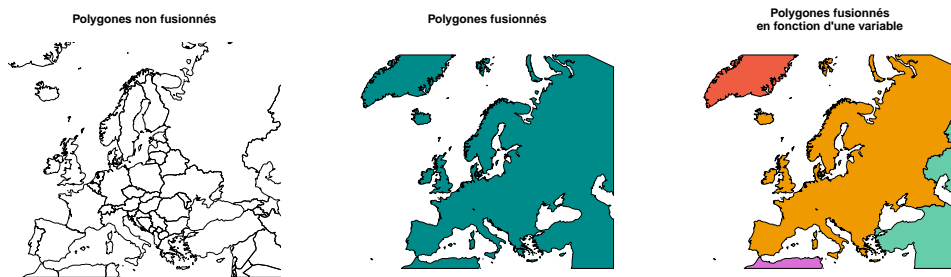 Polygones non fusionnés
Polygones fusionnés
Polygones fusionnés
en fonction d'une variable